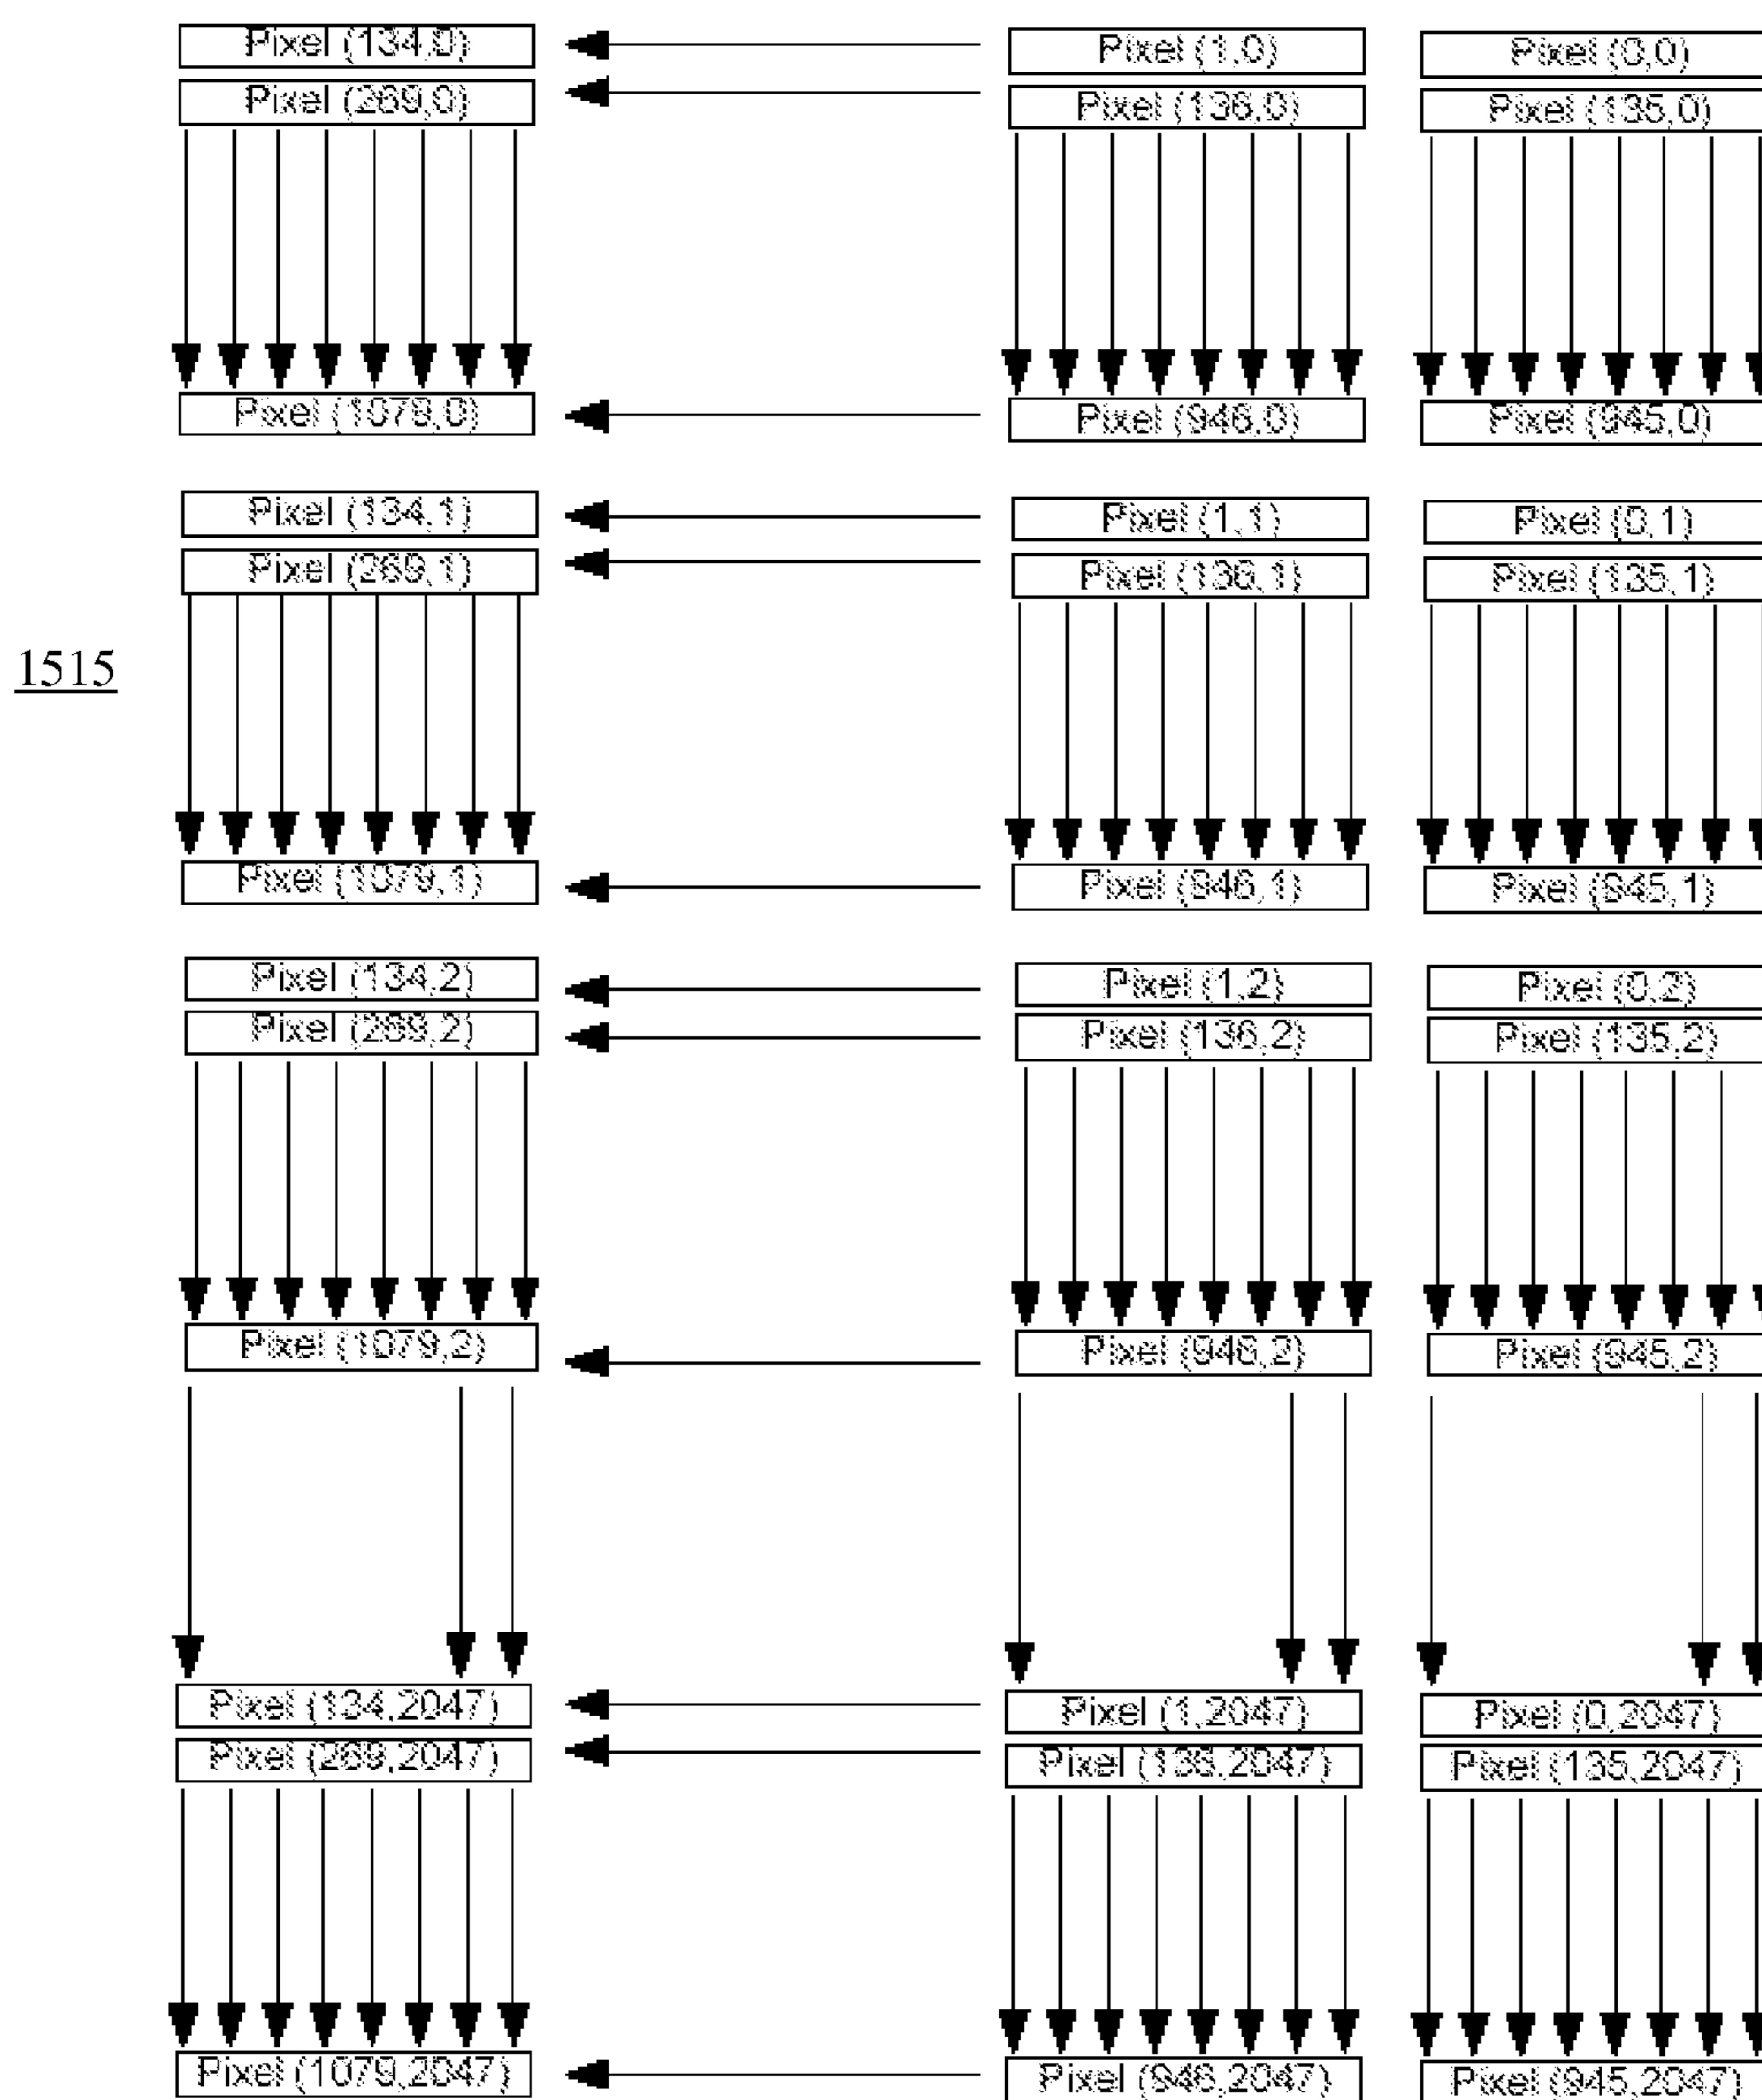 Pixel (134,0) Pixel (1,0) Pixel (0,0)
Pixel (269,0) Pixel (136,0) Pixel (135,0)
Pixel (1079,0) Pixel (946,0) Pixel (945,0)
Pixel (134,1) Pixel (1,1) Pixel (0,1)
Pixel (269,1) Pixel (136,1) Pixel (135,1)
1515
Pixel (1079,1) Pixel (946,1) Pixel (945,1)
Pixel (134,2) Pixel (1,2) Pixel (0,2)
Pixel (269,2) Pixel (136,2) Pixel (135,2)
Pixel (1079,2) Pixel (946,2) Pixel (945,2)
Pixel (134,2047) Pixel (1,2047) Pixel (0,2047)
Pixel (269,2047) Pixel (136,2047) Pixel (135,2047)
Pixel (1079,2047) Pixel (946,2047) Pixel (945,2047)